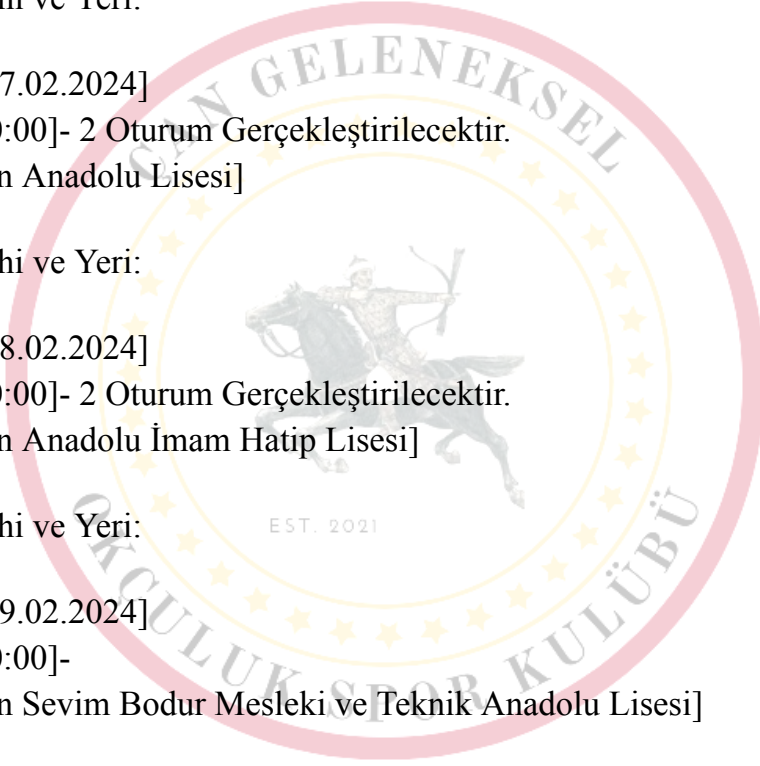 hi ve Yeri:
7.02.2024]
:00]- 2 Oturum Gerçekleştirilecektir.
n Anadolu Lisesi]
hi ve Yeri:
8.02.2024]
:00]- 2 Oturum Gerçekleştirilecektir.
n Anadolu İmam Hatip Lisesi]
hi ve Yeri:
9.02.2024]
:00]-
n Sevim Bodur Mesleki ve Teknik Anadolu Lisesi]
ÇAN GELENEKSEL
OKÇULUK SPOR KULÜBÜ
EST. 2021